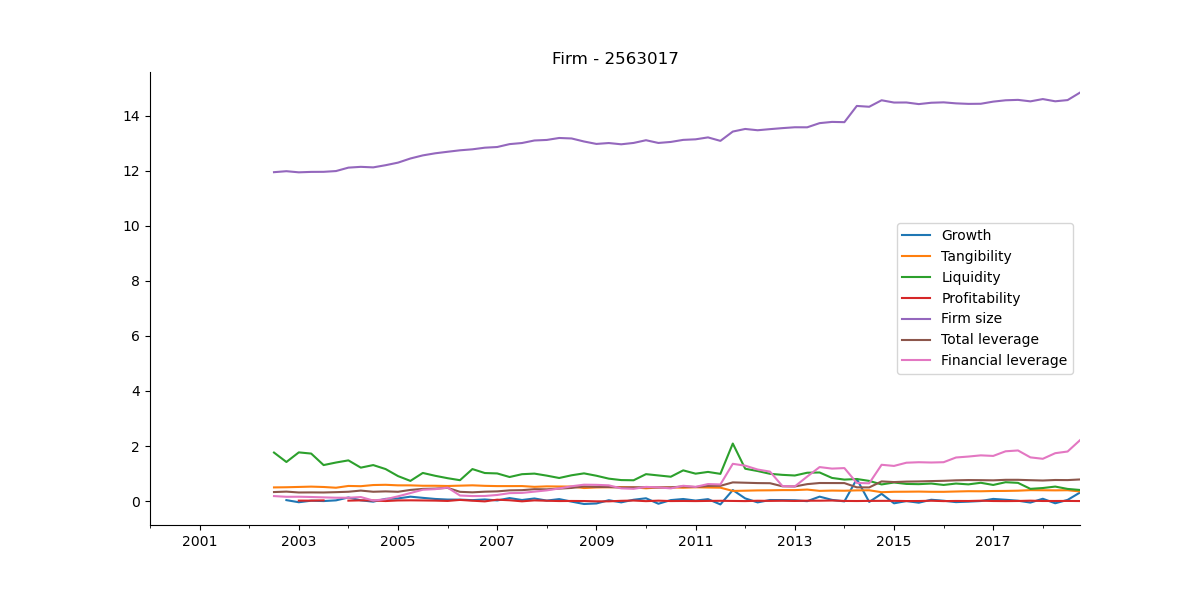 Firm - 2563017
14
12
10
8
6
4
2
0
Growth
Tangibility
Liquidity
Profitability
Firm size
Total leverage
Financial leverage
2001 2003 2005 2007 2009 2011 2013 2015 2017